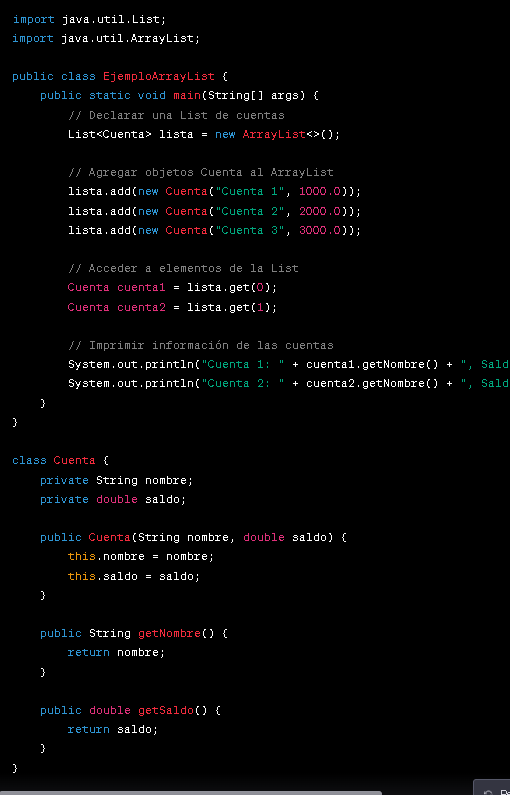 import java.util.List;
import java.util.ArrayList;
public class EjemploArrayList {
public static void main(String[] args) {
// Declarar una List de cuentas
List<Cuenta> lista = new ArrayList<>();
// Agregar objetos Cuenta al ArrayList
lista.add(new Cuenta("Cuenta 1", 1000.0));
lista.add(new Cuenta("Cuenta 2", 2000.0));
lista.add(new Cuenta("Cuenta 3", 3000.0));
// Acceder a elementos de la List
Cuenta cuenta1 = lista.get(0);
Cuenta cuenta2 = lista.get(1);
// Imprimir información de las cuentas
System.out.println("Cuenta 1: " + cuenta1.getNombre() + ", Sald
System.out.println("Cuenta 2: " + cuenta2.getNombre() + ", Sald
}
}
class Cuenta {
private String nombre;
private double saldo;
public Cuenta(String nombre, double saldo) {
this.nombre = nombre;
this.saldo = saldo;
}
public String getNombre() {
return nombre;
}
public double getSaldo() {
return saldo;
}
}